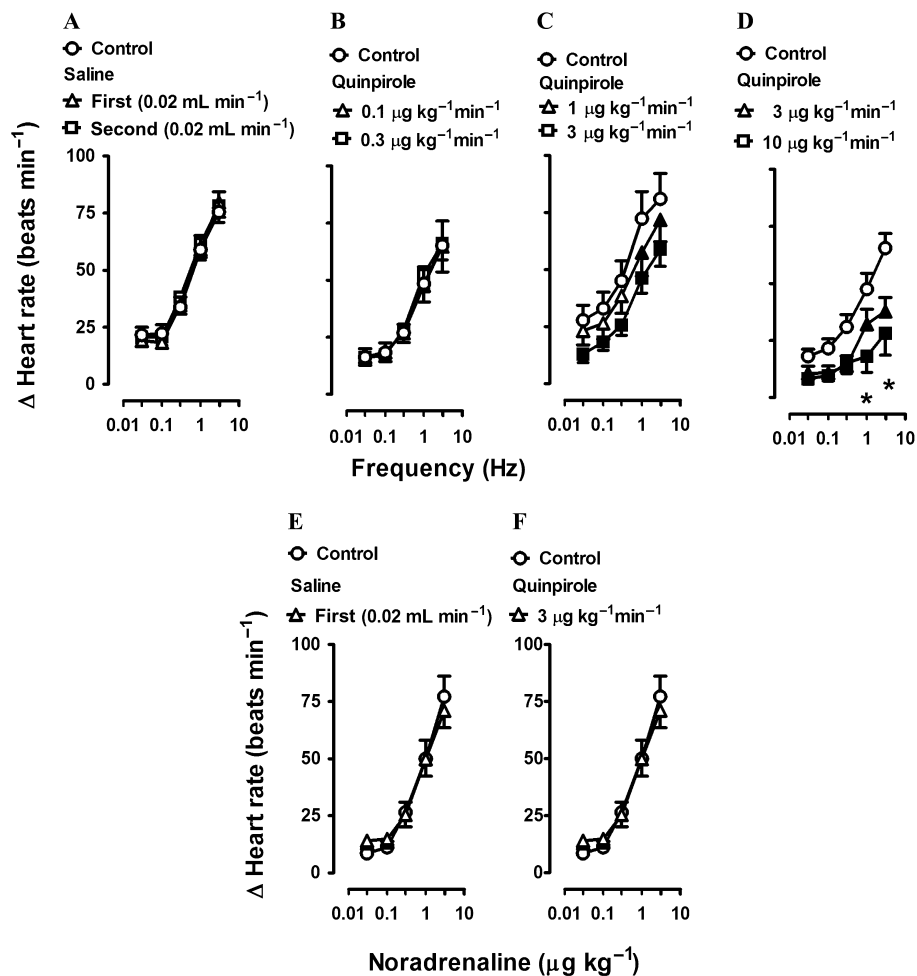 A
Control
Saline
First (0.02 mL min⁻¹)
Second (0.02 mL min⁻¹)
B
Control
Quinpirole
0.1 µg kg⁻¹min⁻¹
0.3 µg kg⁻¹min⁻¹
C
Control
Quinpirole
1 µg kg⁻¹min⁻¹
3 µg kg⁻¹min⁻¹
D
Control
Quinpirole
3 µg kg⁻¹min⁻¹
10 µg kg⁻¹min⁻¹
Δ Heart rate (beats min⁻¹)
100
75
50
25
0
0.01 0.1 1 10
0.01 0.1 1 10
0.01 0.1 1 10
* *
0.01 0.1 1 10
Frequency (Hz)
E
Control
Saline
First (0.02 mL min⁻¹)
F
Control
Quinpirole
3 µg kg⁻¹min⁻¹
Δ Heart rate (beats min⁻¹)
100
75
50
25
0
0.01 0.1 1 10
100
75
50
25
0
0.01 0.1 1 10
Noradrenaline (µg kg⁻¹)